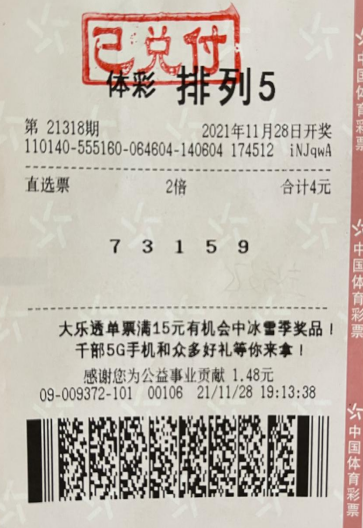 已兑付
体彩 排列5
第 21318期 2021年11月28日开奖
110140-555160-064604-140604 174512 iNJqwA
直选票 2倍 合计4元
7 3 1 5 9
大乐透单票满15元有机会中冰雪季奖品！
千部5G手机和众多好礼等你来拿！
感谢您为公益事业贡献 1.48元
09-009372-101 00106 21/11/28 19:13:38
中国体育彩票
中国体育彩票
中国体育彩票